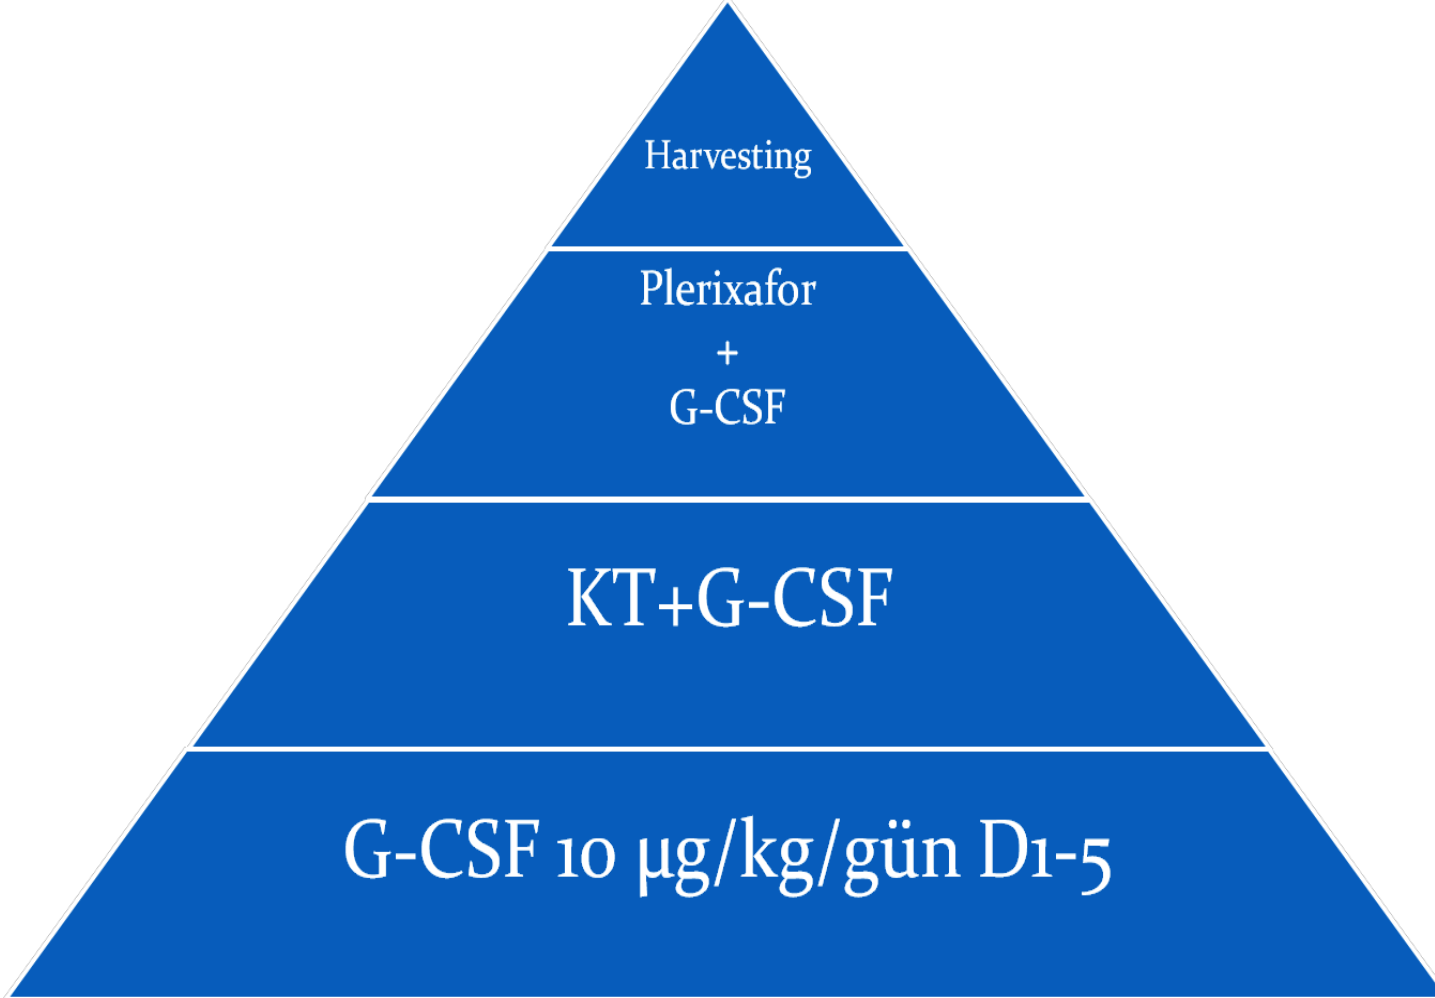 Harvesting
Plerixafor
+
G-CSF
KT+G-CSF
G-CSF 10 μg/kg/gün D1-5